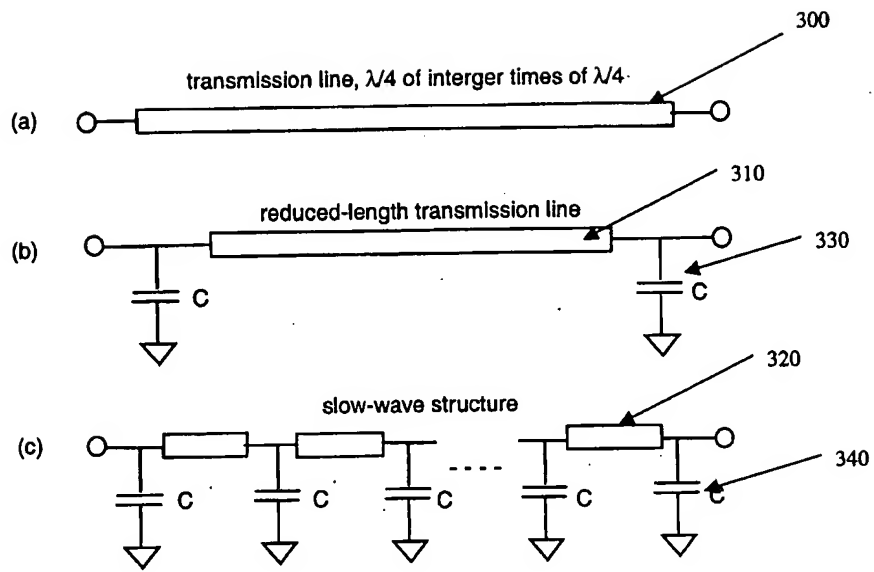 300
transmission line, λ/4 of interger times of λ/4
(a)
310
reduced-length transmission line
(b)
330
C
C
320
slow-wave structure
(c)
340
C
C
C
C
C